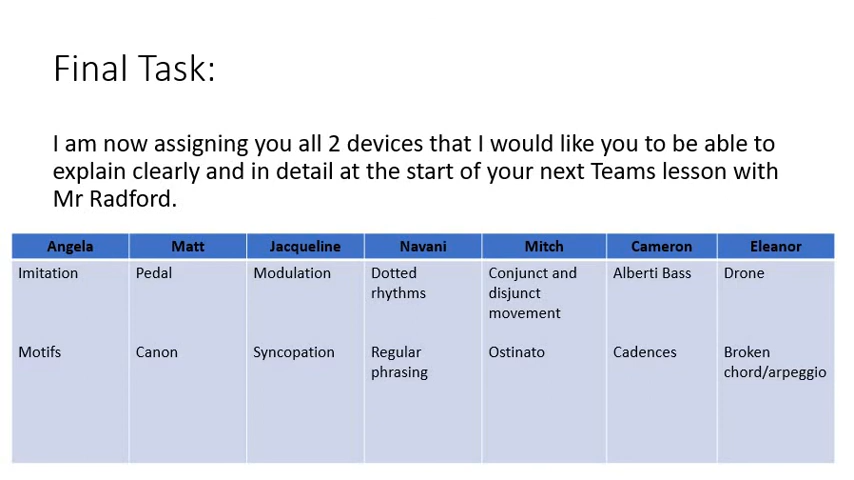 Final Task:
I am now assigning you all 2 devices that I would like you to be able to
explain clearly and in detail at the start of your next Teams lesson with
Mr Radford.
Angela Matt Jacqueline Navani Mitch Cameron Eleanor
Imitation Pedal Modulation Dotted rhythms Conjunct and disjunct movement Alberti Bass Drone
Motifs Canon Syncopation Regular phrasing Ostinato Cadences Broken chord/arpeggio